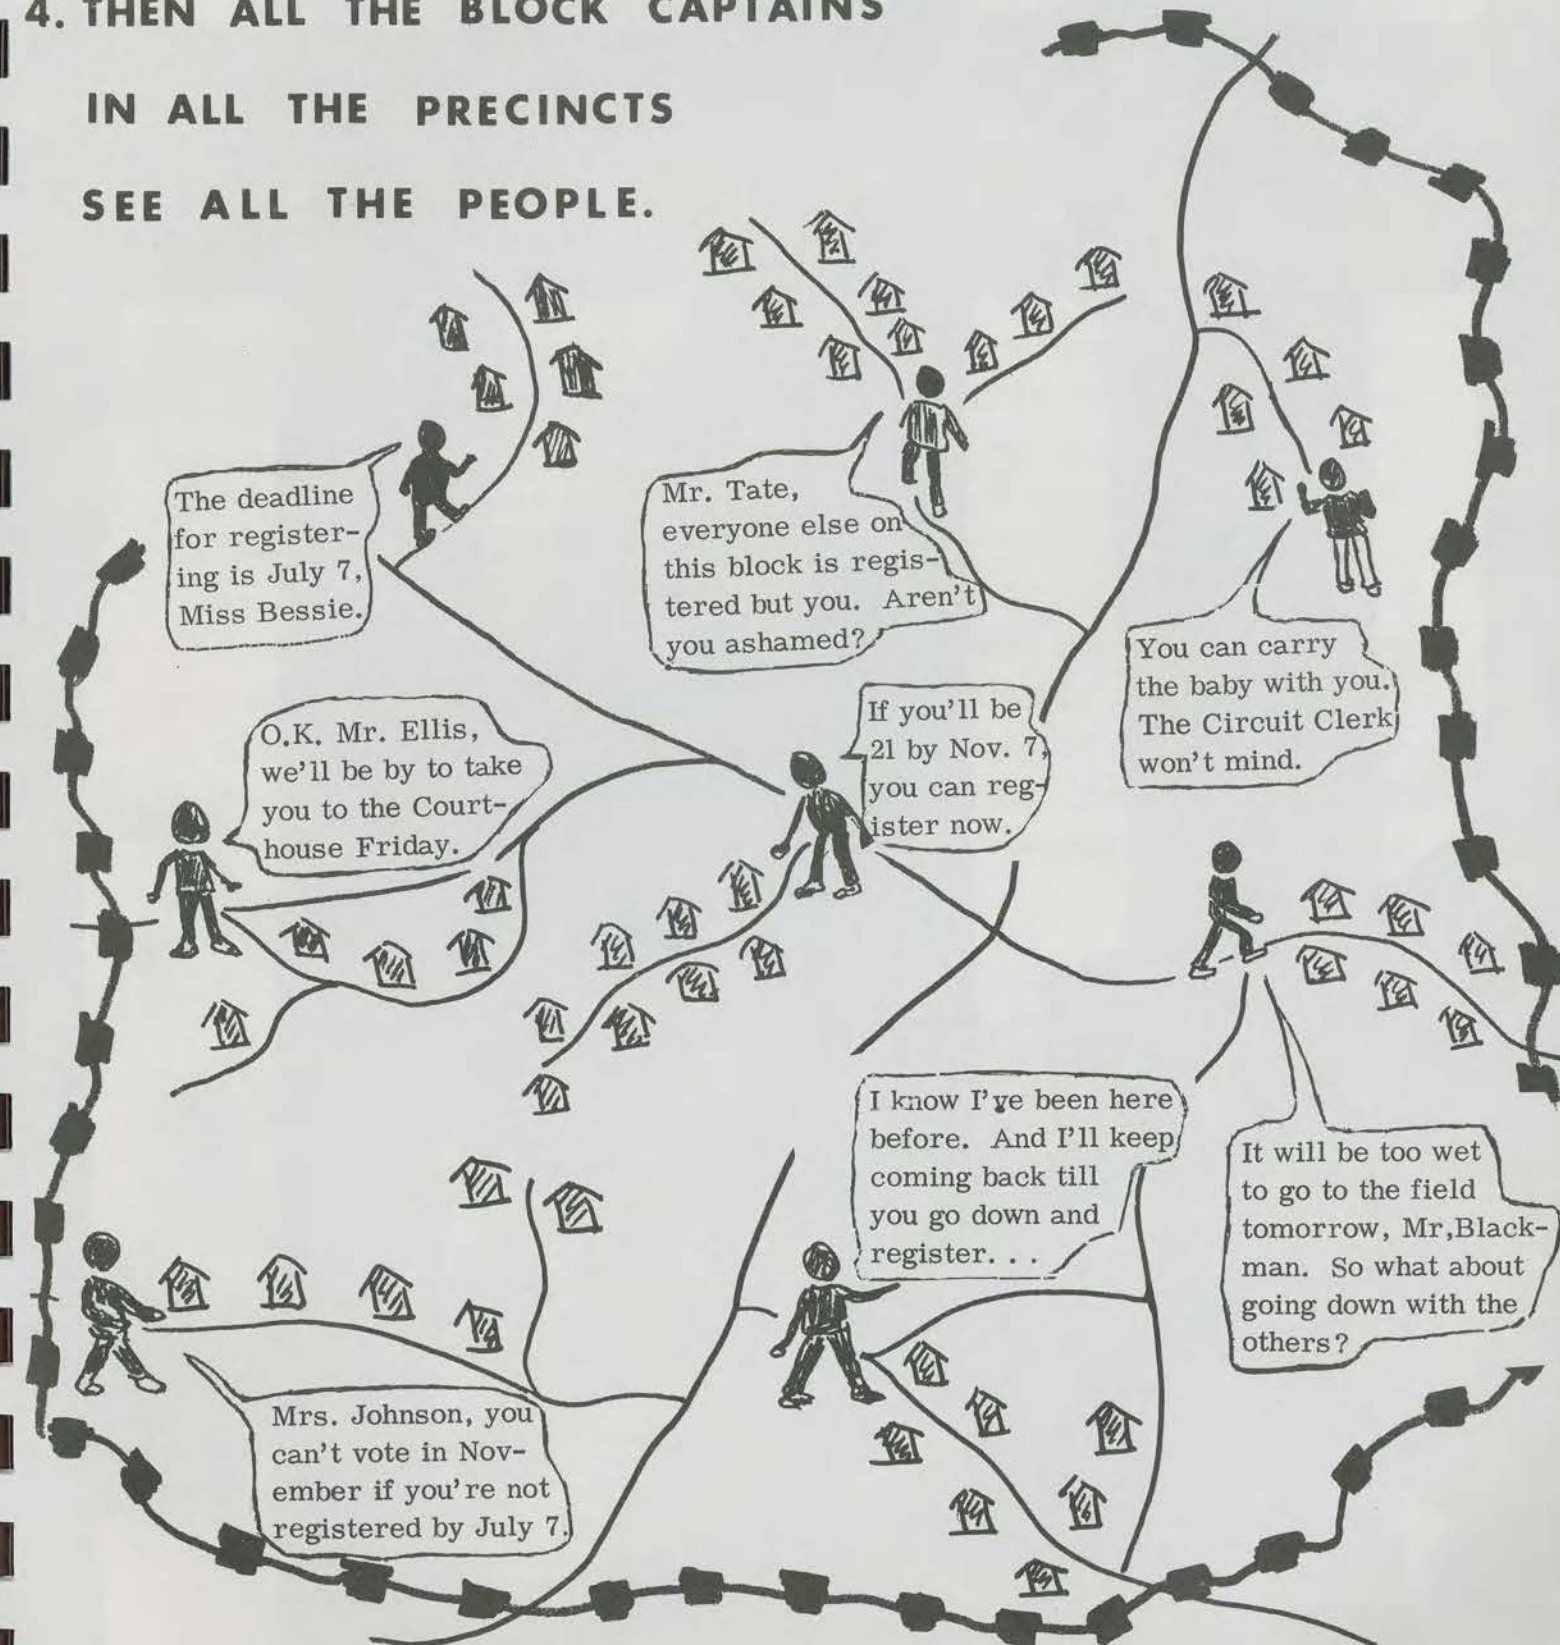 4. THEN ALL THE BLOCK CAPTAINS
IN ALL THE PRECINCTS
SEE ALL THE PEOPLE.
The deadline
for register-
ing is July 7,
Miss Bessie.
Mr. Tate,
everyone else on
this block is regis-
tered but you. Aren't
you ashamed?
You can carry
the baby with you.
The Circuit Clerk
won't mind.
O.K. Mr. Ellis,
we'll be by to take
you to the Court-
house Friday.
If you'll be
21 by Nov. 7,
you can reg-
ister now.
I know I've been here
before. And I'll keep
coming back till
you go down and
register. . .
It will be too wet
to go to the field
tomorrow, Mr,Black-
man. So what about
going down with the
others?
Mrs. Johnson, you
can't vote in Nov-
ember if you're not
registered by July 7.